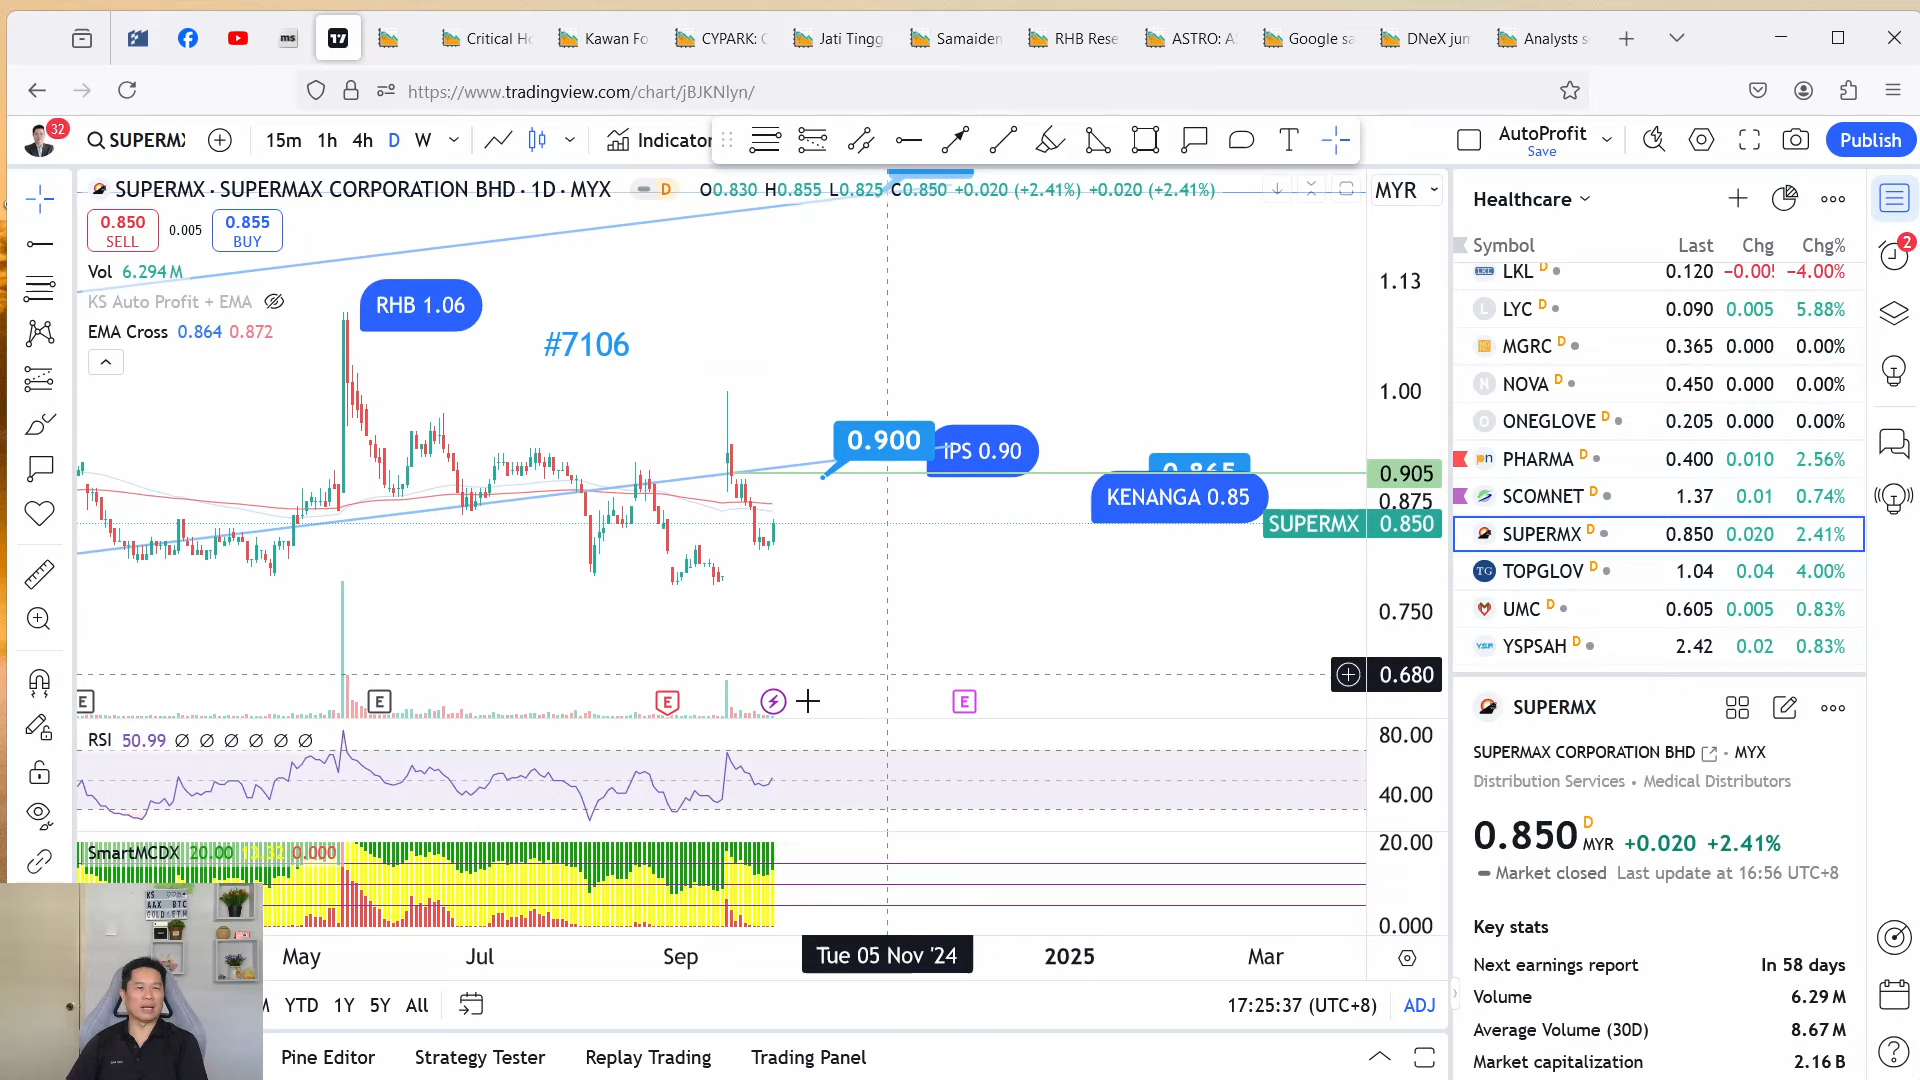 ms
Critical Ho
Kawan Fo
CYPARK: C
Jati Tingg
Samaiden
RHB Rese
ASTRO: A
Google sa
DNeX jun
Analysts s
https://www.tradingview.com/chart/jBJKNlyn/
32
SUPERMX
15m 1h 4h D W
Indicator
AutoProfit
Save
Publish
SUPERMX · SUPERMAX CORPORATION BHD · 1D · MYX
D
O0.830 H0.855 L0.825 C0.850 +0.020 (+2.41%) +0.020 (+2.41%)
MYR
0.850
SELL
0.005
0.855
BUY
Vol 6.294 M
KS Auto Profit + EMA
EMA Cross 0.864 0.872
RHB 1.06
#7106
0.900
IPS 0.90
0.865
KENANGA 0.85
1.13
1.00
0.905
0.875
SUPERMX 0.850
0.750
0.680
E
E
E
E
RSI 50.99 ∅ ∅ ∅ ∅ ∅ ∅
80.00
40.00
SmartMCDX 20.00 0.000
20.00
0.000
May
Jul
Sep
Tue 05 Nov '24
2025
Mar
YTD 1Y 5Y All
17:25:37 (UTC+8)
ADJ
Pine Editor
Strategy Tester
Replay Trading
Trading Panel
Healthcare
2
Symbol Last Chg Chg%
LKL D 0.120 −0.00! −4.00%
LYC D 0.090 0.005 5.88%
MGRC D 0.365 0.000 0.00%
NOVA D 0.450 0.000 0.00%
ONEGLOVE D 0.205 0.000 0.00%
PHARMA D 0.400 0.010 2.56%
SCOMNET D 1.37 0.01 0.74%
SUPERMX D 0.850 0.020 2.41%
TG TOPGLOV D 1.04 0.04 4.00%
UMC D 0.605 0.005 0.83%
YSP YSPSAH D 2.42 0.02 0.83%
SUPERMX
SUPERMAX CORPORATION BHD · MYX
Distribution Services • Medical Distributors
0.850 D MYR +0.020 +2.41%
Market closed Last update at 16:56 UTC+8
Key stats
Next earnings report In 58 days
Volume 6.29 M
Average Volume (30D) 8.67 M
Market capitalization 2.16 B
KS
AAX BTC
GOLD&ETH